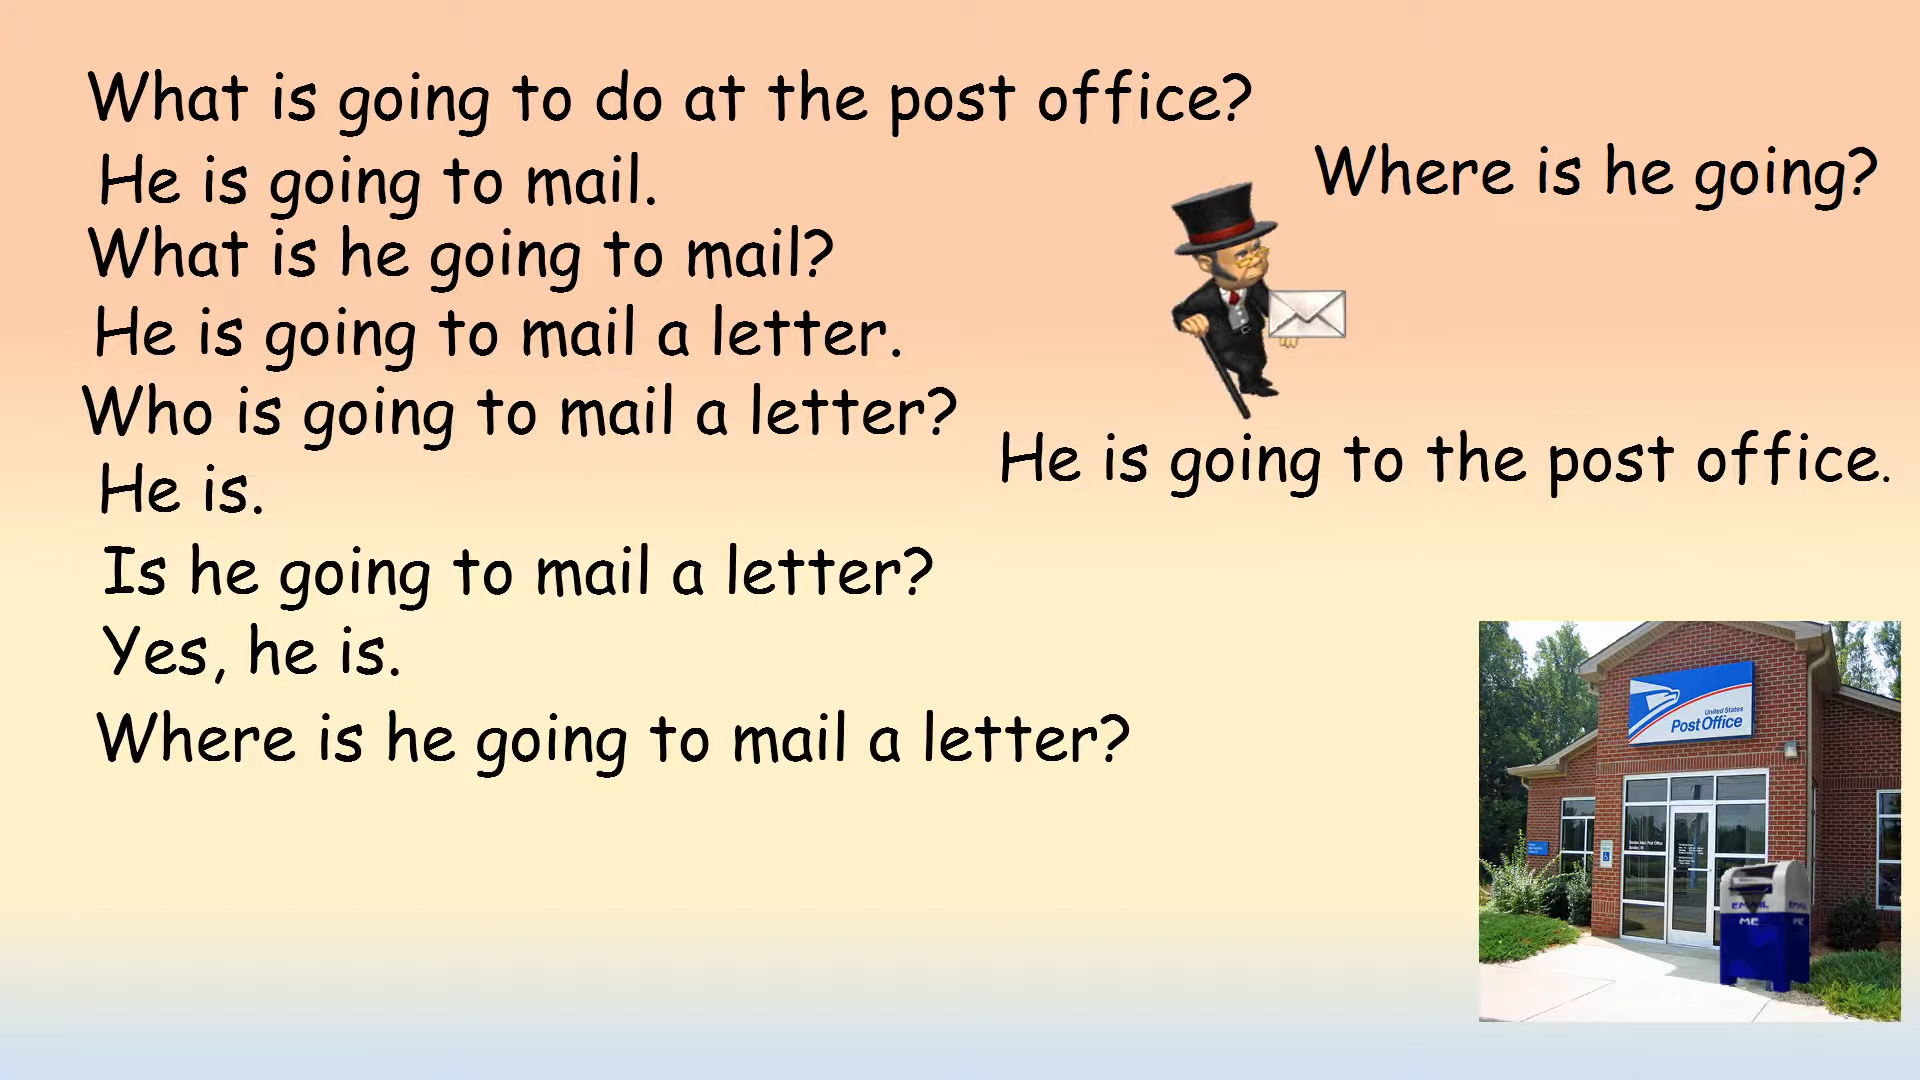 What is going to do at the post office?
He is going to mail.
What is he going to mail?
He is going to mail a letter.
Who is going to mail a letter?
He is.
Is he going to mail a letter?
Yes, he is.
Where is he going to mail a letter?
Where is he going?
He is going to the post office.
United States
Post Office
EMAIL
ME
ME